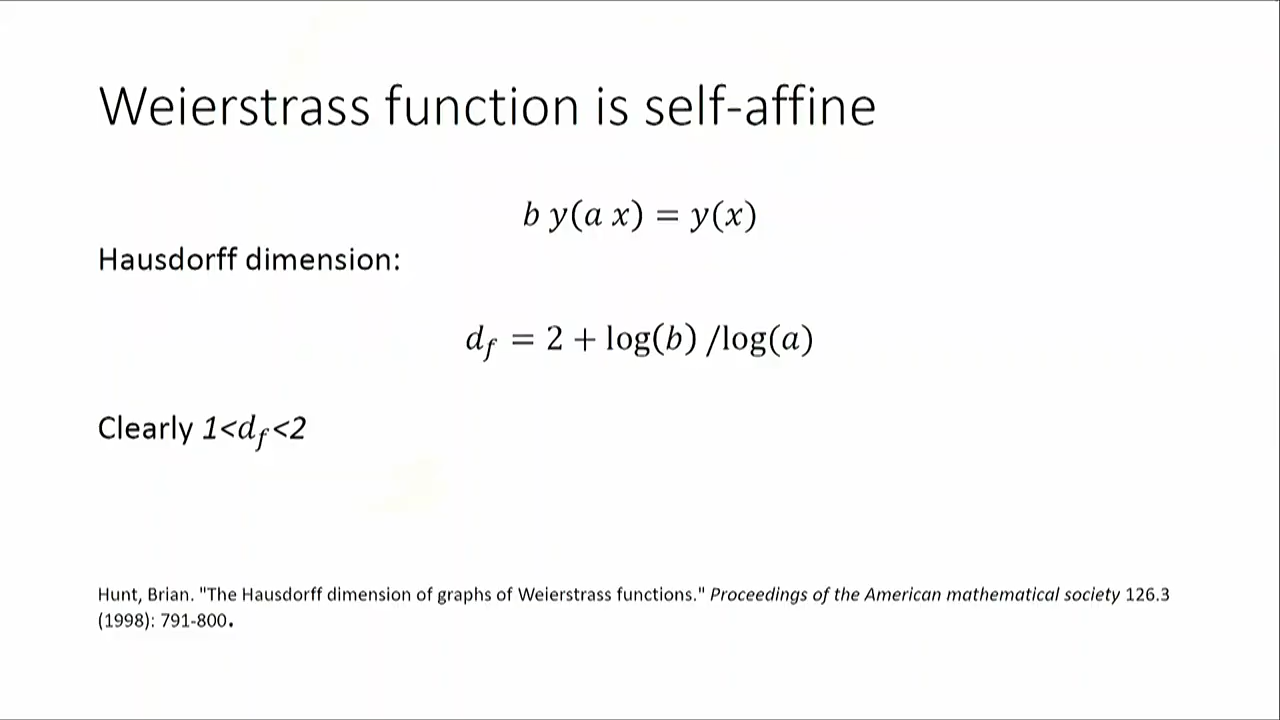 Weierstrass function is self-affine
b y(a x) = y(x)
Hausdorff dimension:
d_f = 2 + log(b) /log(a)
Clearly 1<d_f<2
Hunt, Brian. "The Hausdorff dimension of graphs of Weierstrass functions." Proceedings of the American mathematical society 126.3
(1998): 791-800.